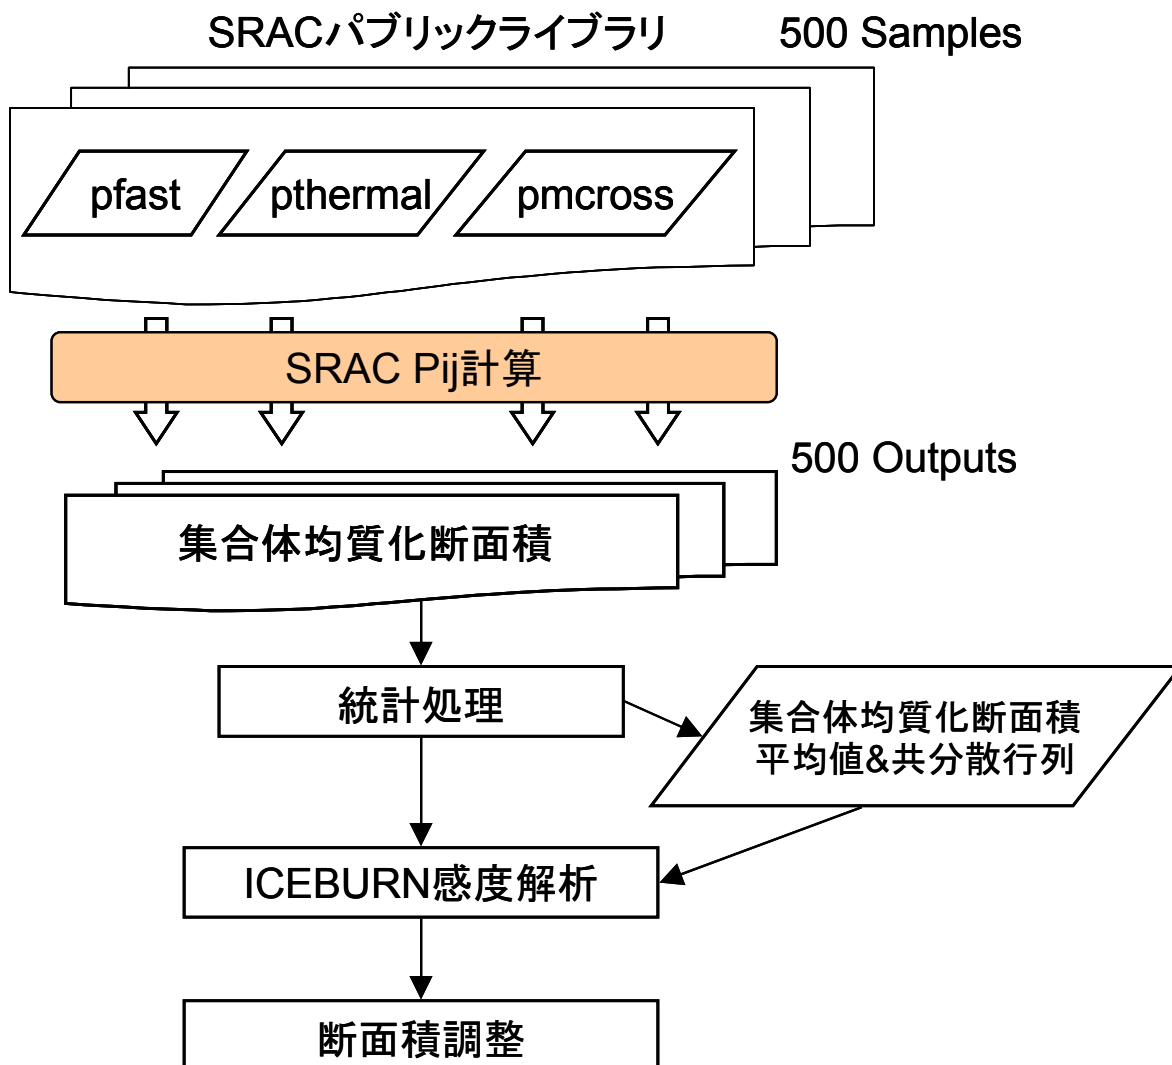 SRACパブリックライブラリ
500 Samples
pfast
pthermal
pmcross
SRAC Pij計算
500 Outputs
集合体均質化断面積
統計処理
集合体均質化断面積
平均値&共分散行列
ICEBURN感度解析
断面積調整